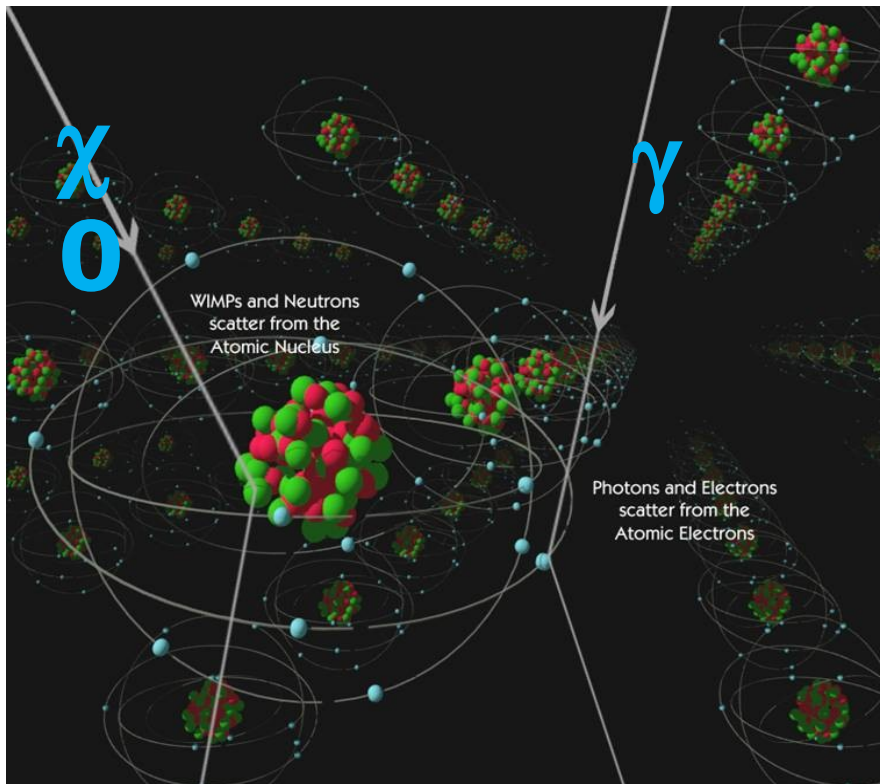 χ
0
γ
WIMPs and Neutrons
scatter from the
Atomic Nucleus
Photons and Electrons
scatter from the
Atomic Electrons